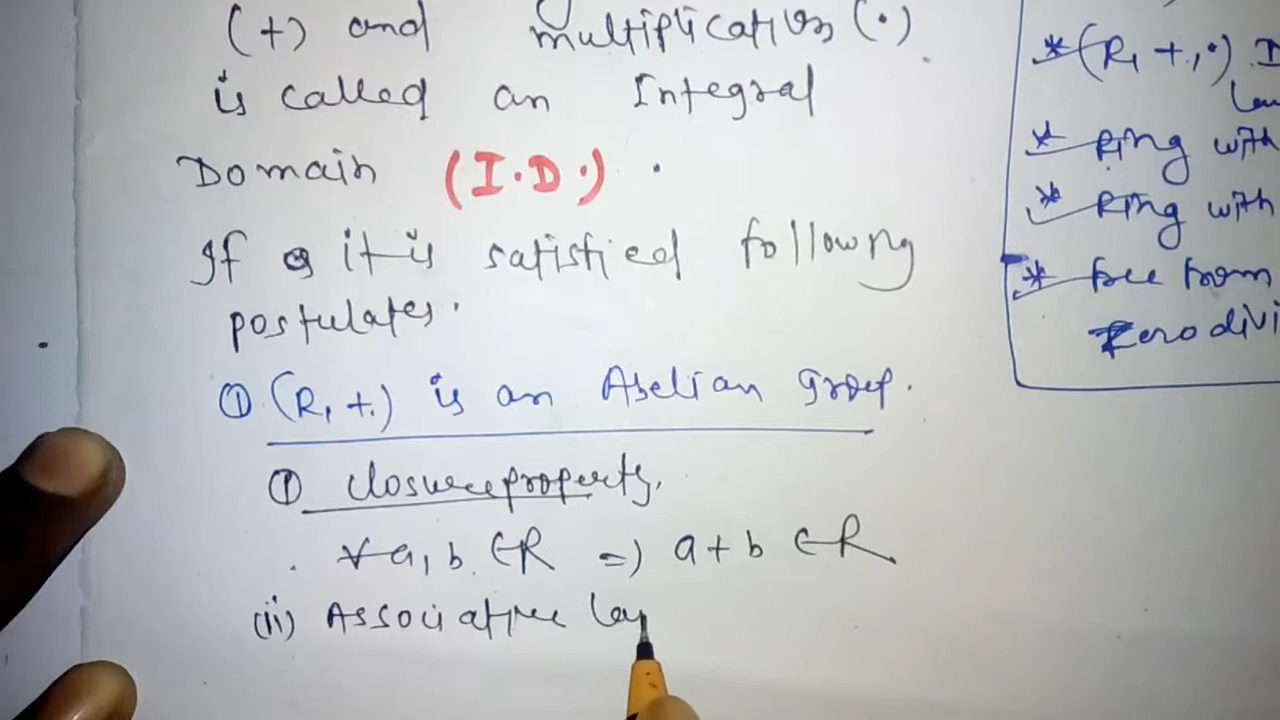 (+) and multiplication (·)
is called an Integral
Domain (I.D.) .
If it is satisfied following
postulates.
① (R, +.) is an Abelian Group.
① closure property.
∀ a, b ∈ R => a + b ∈ R
(ii) Associative law
* (R, +, ·)
* Ring with
* Ring with
* free from
Zero divi